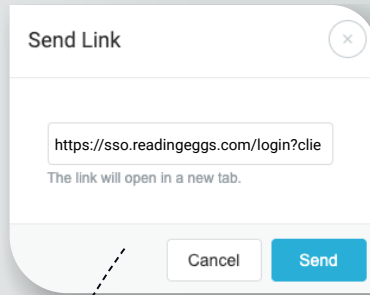 Send Link
https://sso.readingeggs.com/login?clie
The link will open in a new tab.
Cancel
Send